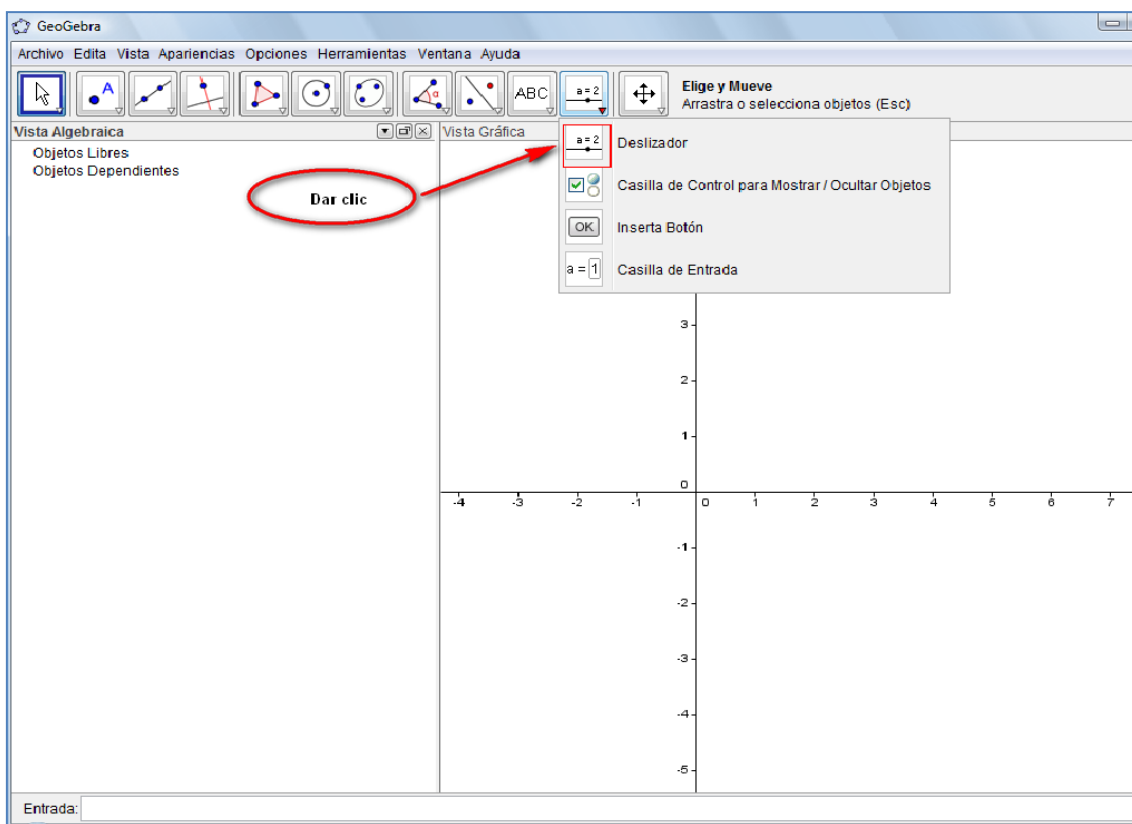 GeoGebra
Archivo Edita Vista Apariencias Opciones Herramientas Ventana Ayuda
A
α
ABC
a = 2
Elige y Mueve
Arrastra o selecciona objetos (Esc)
Vista Algebraica
Vista Gráfica
Objetos Libres
Objetos Dependientes
Dar clic
a = 2 Deslizador
Casilla de Control para Mostrar / Ocultar Objetos
OK Inserta Botón
a = 1 Casilla de Entrada
3
2
1
0
-4 -3 -2 -1 0 1 2 3 4 5 6 7
-1
-2
-3
-4
-5
Entrada: